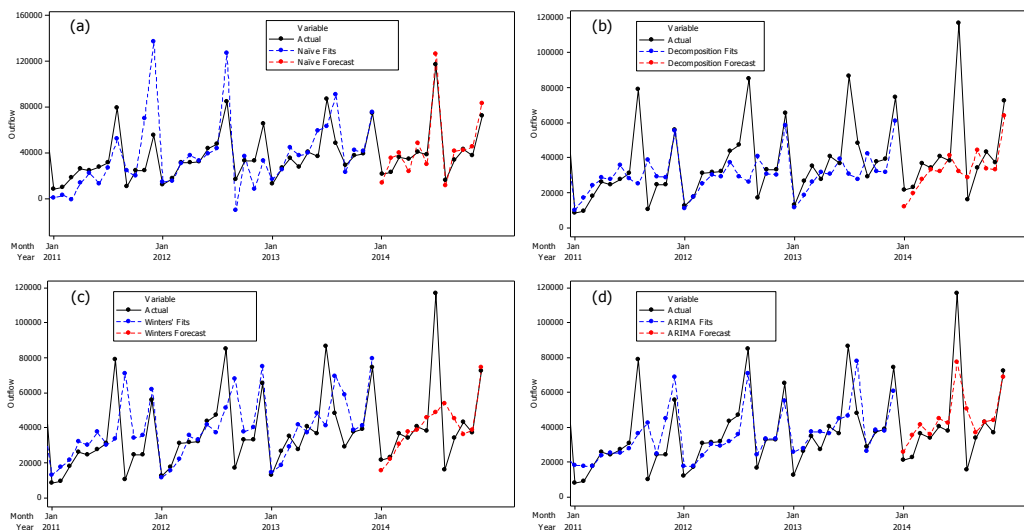 (a)
Variable
Actual
Naïve Fits
Naïve Forecast
160000
120000
80000
40000
0
Outflow
Month Jan Jan Jan Jan
Year 2011 2012 2013 2014
(b)
Variable
Actual
Decomposition Fits
Decomposition Forecast
120000
100000
80000
60000
40000
20000
0
Outflow
Month Jan Jan Jan Jan
Year 2011 2012 2013 2014
(c)
Variable
Actual
Winters' Fits
Winters Forecast
120000
100000
80000
60000
40000
20000
0
Outflow
Month Jan Jan Jan Jan
Year 2011 2012 2013 2014
(d)
Variable
Actual
ARIMA Fits
ARIMA Forecast
120000
100000
80000
60000
40000
20000
0
Outflow
Month Jan Jan Jan Jan
Year 2011 2012 2013 2014